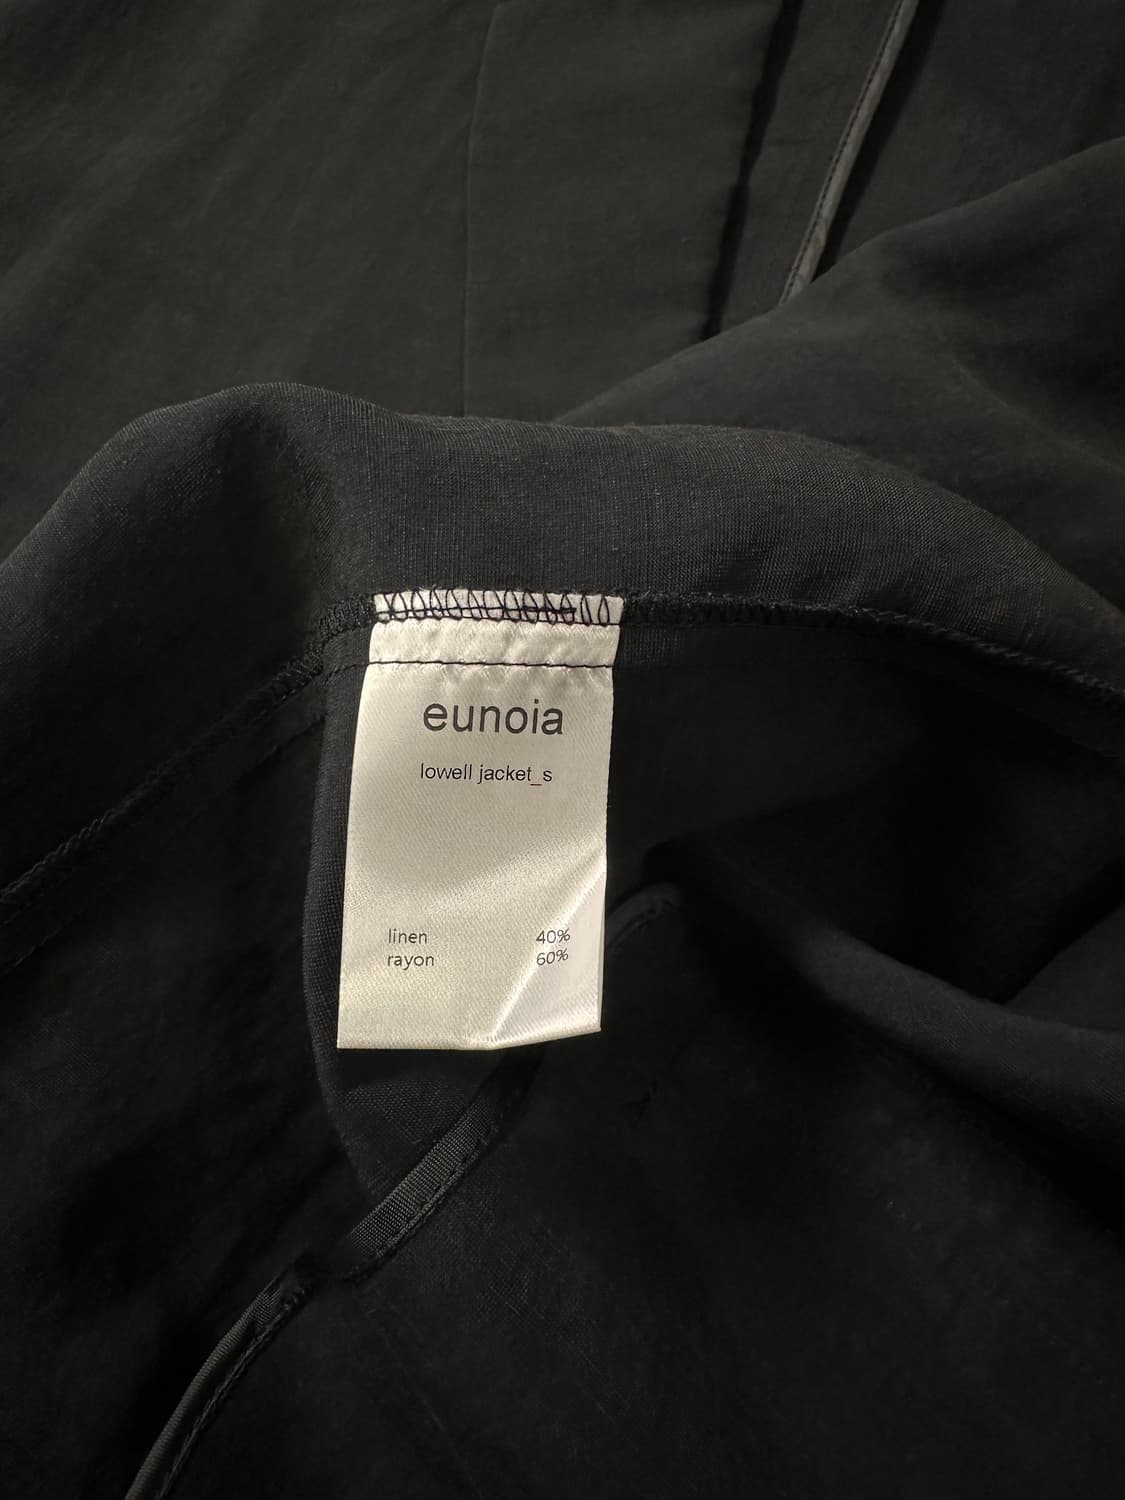 eunoia
lowell jacket_s
linen 40%
rayon 60%